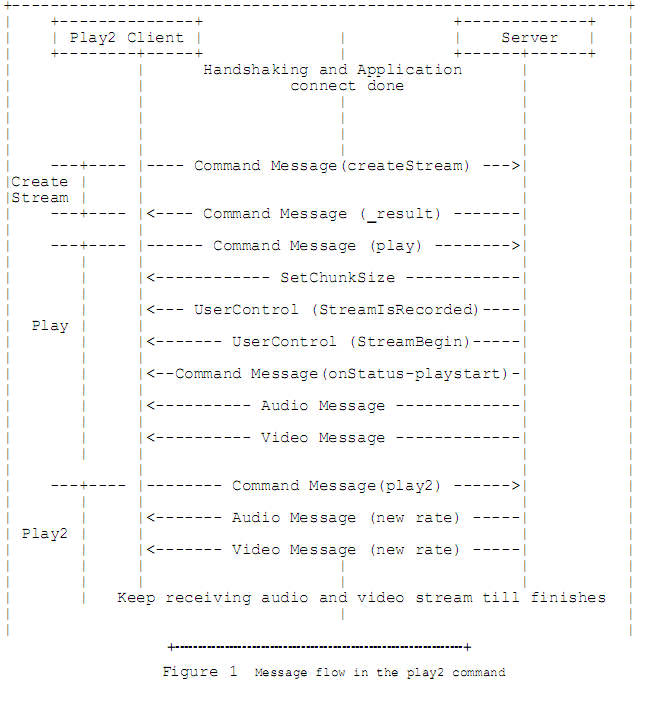 Play2 Client
Server
Handshaking and Application
connect done
Command Message(createStream)
Create
Stream
Command Message (_result)
Command Message (play)
SetChunkSize
UserControl (StreamIsRecorded)
Play
UserControl (StreamBegin)
Command Message(onStatus-playstart)
Audio Message
Video Message
Command Message(play2)
Audio Message (new rate)
Play2
Video Message (new rate)
Keep receiving audio and video stream till finishes
Figure 1 Message flow in the play2 command